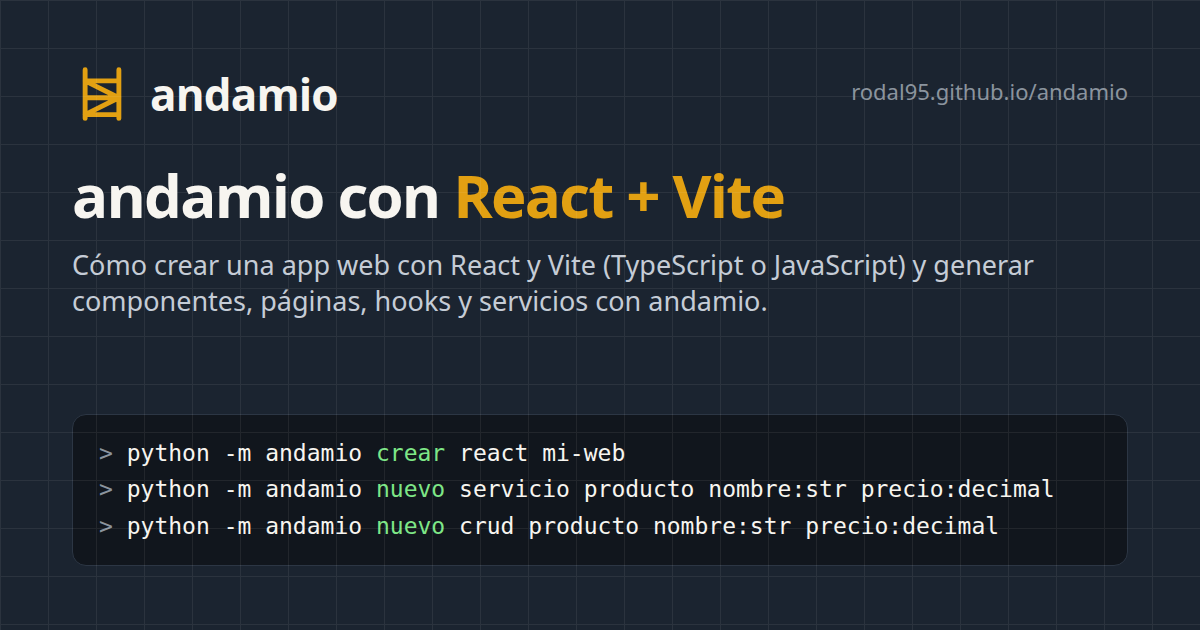 andamio
rodal95.github.io/andamio
andamio con React + Vite
Cómo crear una app web con React y Vite (TypeScript o JavaScript) y generar
componentes, páginas, hooks y servicios con andamio.
> python -m andamio crear react mi-web
> python -m andamio nuevo servicio producto nombre:str precio:decimal
> python -m andamio nuevo crud producto nombre:str precio:decimal